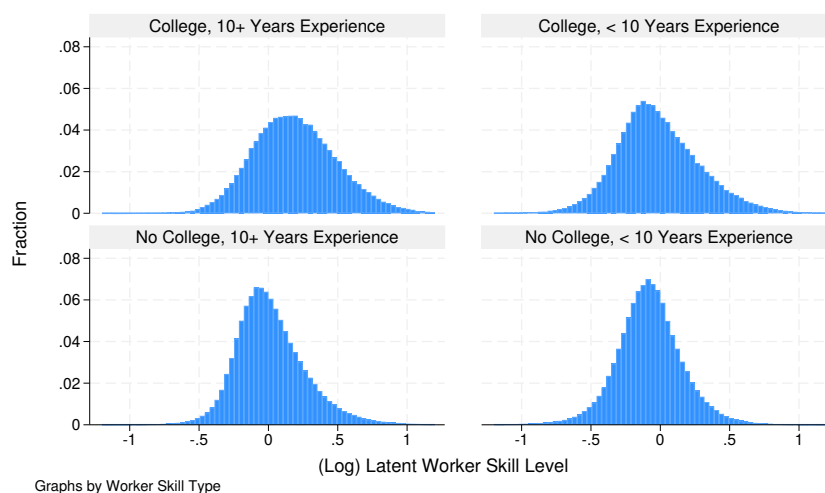 College, 10+ Years Experience
College, < 10 Years Experience
.08
.06
.04
.02
0
Fraction
No College, 10+ Years Experience
No College, < 10 Years Experience
.08
.06
.04
.02
0
-1 -.5 0 .5 1
-1 -.5 0 .5 1
(Log) Latent Worker Skill Level
Graphs by Worker Skill Type